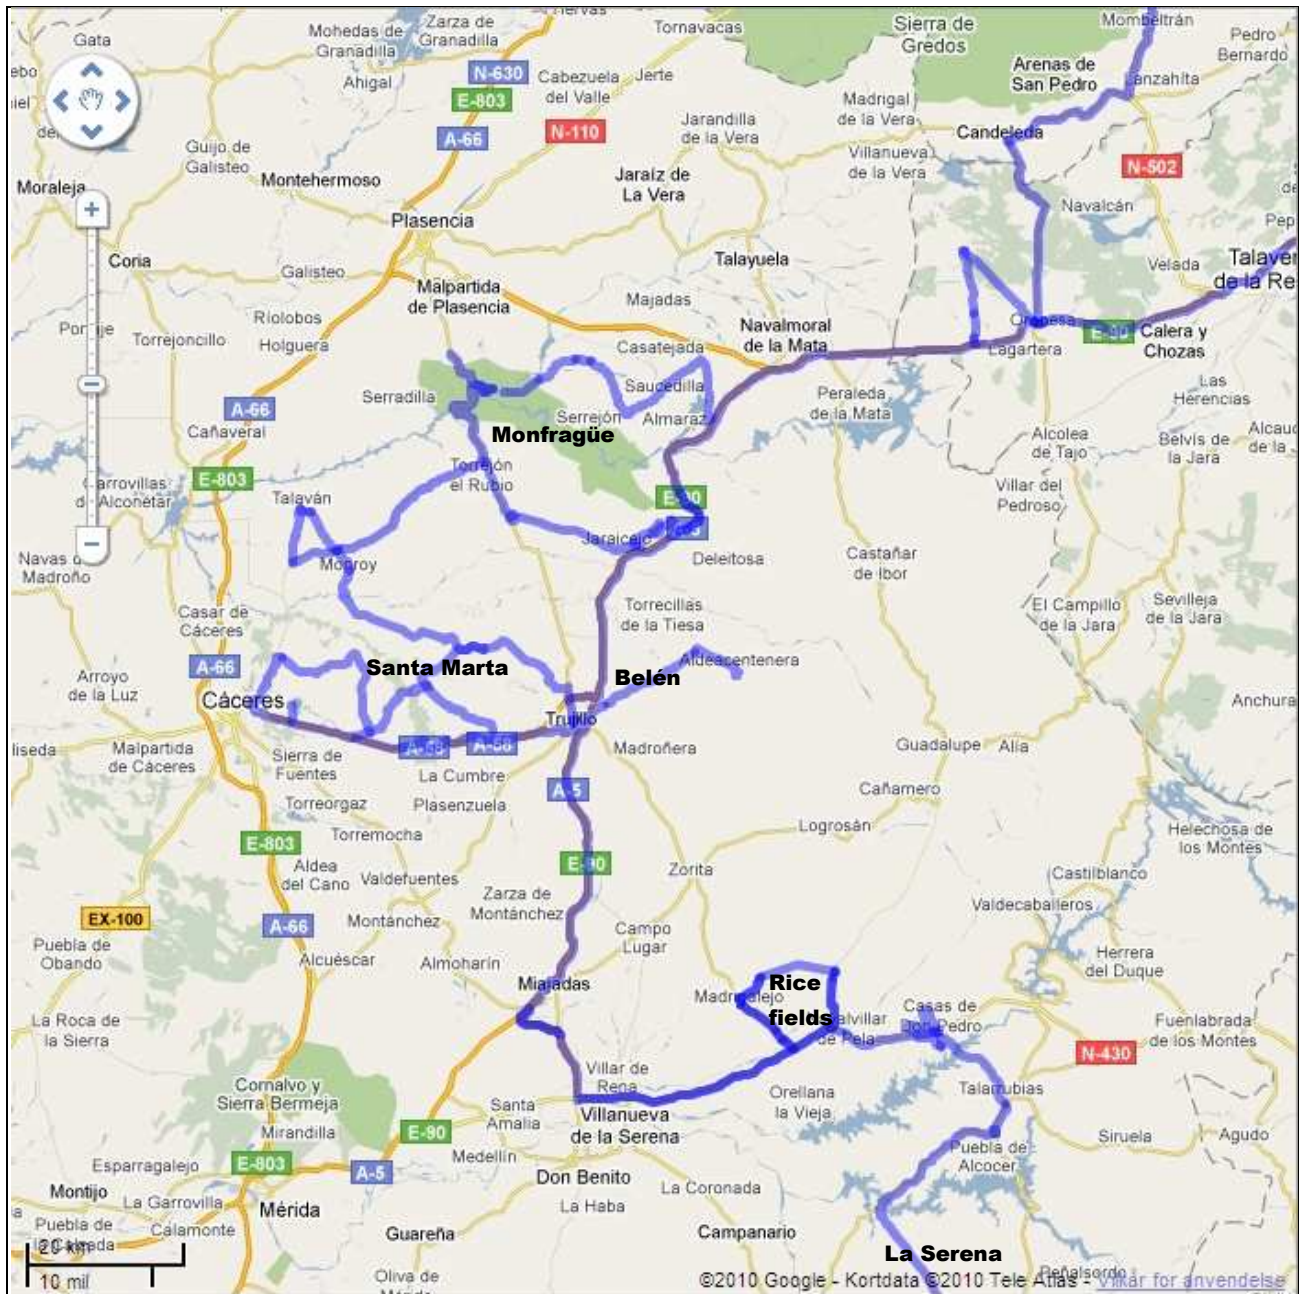 Gata
Mohedas de
Granadilla
Zarza de
Granadilla
Hervas
Tornavacas
Sierra de
Gredos
Mombeltrán
Pedro
Bernardo
Ahigal
N-630
E-803
A-66
Cabezuela
del Valle
Jerte
N-110
Arenas de
San Pedro
Lanzahíta
Madrigal
de la Vera
Jarandilla
de la Vera
Candeleda
Villanueva
de la Vera
N-502
Guijo de
Galisteo
Moraleja
Montehermoso
Jaraíz de
La Vera
Navalcán
Plasencia
Coria
Galisteo
Talayuela
Velada
Malpartida
de Plasencia
Majadas
Ríolobos
Holguera
Torrejoncillo
Navalmoral
de la Mata
Oropesa
E-90
Calera y
Chozas
Casatejada
Lagartera
Saucedilla
Serradilla
Serrejón
Almaraz
Peraleda
de la Mata
Las
Herencias
A-66
Cañaveral
Monfragüe
Alcolea
de Tajo
Belvís de
la Jara
E-803
Torrejón
el Rubio
Talaván
Villar del
Pedroso
E-90
Jaraicejo
Deleitosa
Castañar
de Ibor
Monroy
Navas
Madroño
Casar de
Cáceres
Torrecillas
de la Tiesa
El Campillo
de la Jara
Sevilleja
de la Jara
A-66
Santa Marta
Belén
Aldeacentenera
Arroyo
de la Luz
Cáceres
Trujillo
Anchura
Malpartida
de Cáceres
Sierra de
Fuentes
A-58
A-58
Madroñera
Guadalupe
Alía
La Cumbre
A-5
Torreorgaz
Plasenzuela
Cañamero
Torremocha
Logrosán
Helechosa de
los Montes
E-803
Aldea
del Cano
Valdefuentes
E-90
Zorita
Castilblanco
Zarza de
Montánchez
Valdecaballeros
EX-100
A-66
Montánchez
Campo
Lugar
Puebla de
Obando
Alcuéscar
Almoharín
Herrera
del Duque
Miajadas
Rice
fields
Madrigalejo
Casas de
Don Pedro
La Roca de
la Sierra
de Pela
Fuenlabrada
de los Montes
N-430
Villar de
Rena
Cornalvo y
Sierra Bermeja
Orellana
la Vieja
Talarrubias
Santa
Amalia
Villanueva
de la Serena
Mirandilla
E-90
Siruela
Agudo
Medellín
Puebla de
Alcocer
Esparragalejo
E-803
A-5
Don Benito
Montijo
La Garrovilla
La Haba
La Coronada
Mérida
Puebla de
Calamonte
Guareña
Campanario
20 km
La Serena
10 mil
Oliva de
Mérida
Peñalsordo
©2010 Google - Kortdata ©2010 Tele Atlas - Vilkår for anvendelse